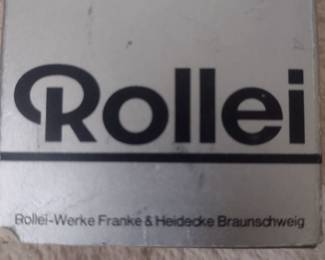 Rollei
Rollei-Werke Franke & Heidecke Braunschweig